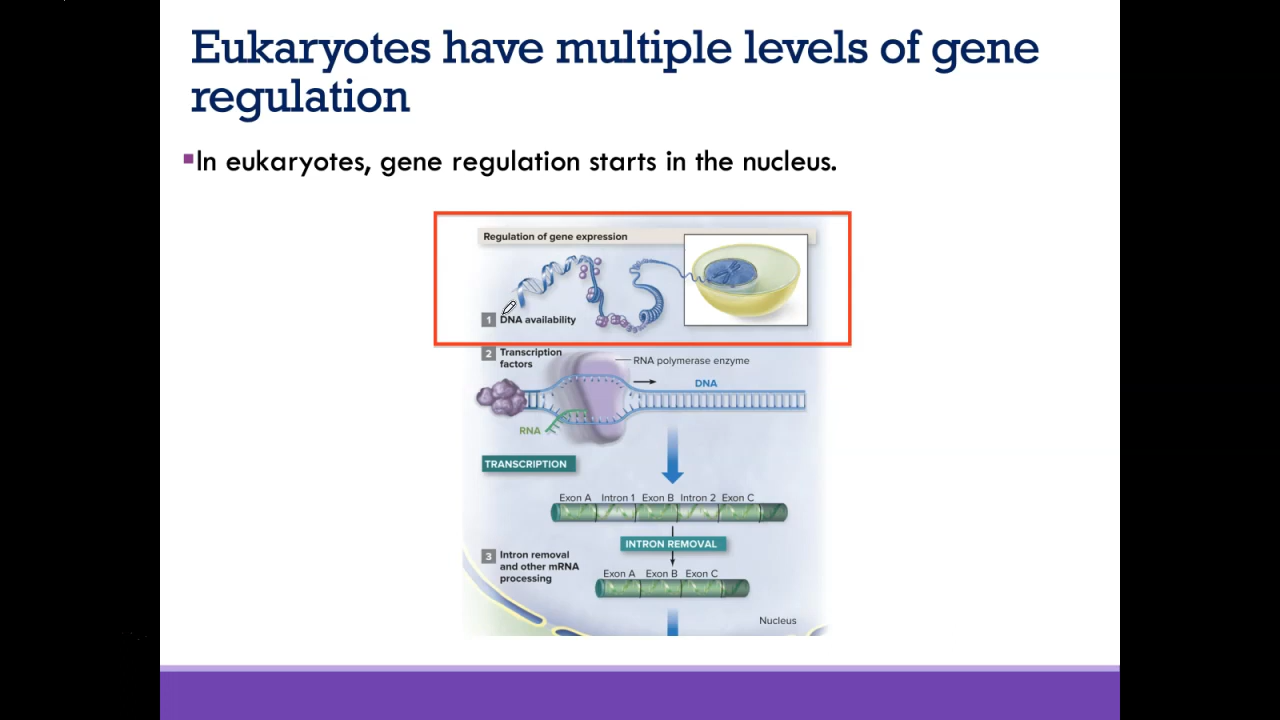 Eukaryotes have multiple levels of gene
regulation
▪In eukaryotes, gene regulation starts in the nucleus.
Regulation of gene expression
1 DNA availability
2 Transcription
factors
RNA polymerase enzyme
DNA
RNA
TRANSCRIPTION
Exon A Intron 1 Exon B Intron 2 Exon C
INTRON REMOVAL
3 Intron removal
and other mRNA
processing
Exon A Exon B Exon C
Nucleus